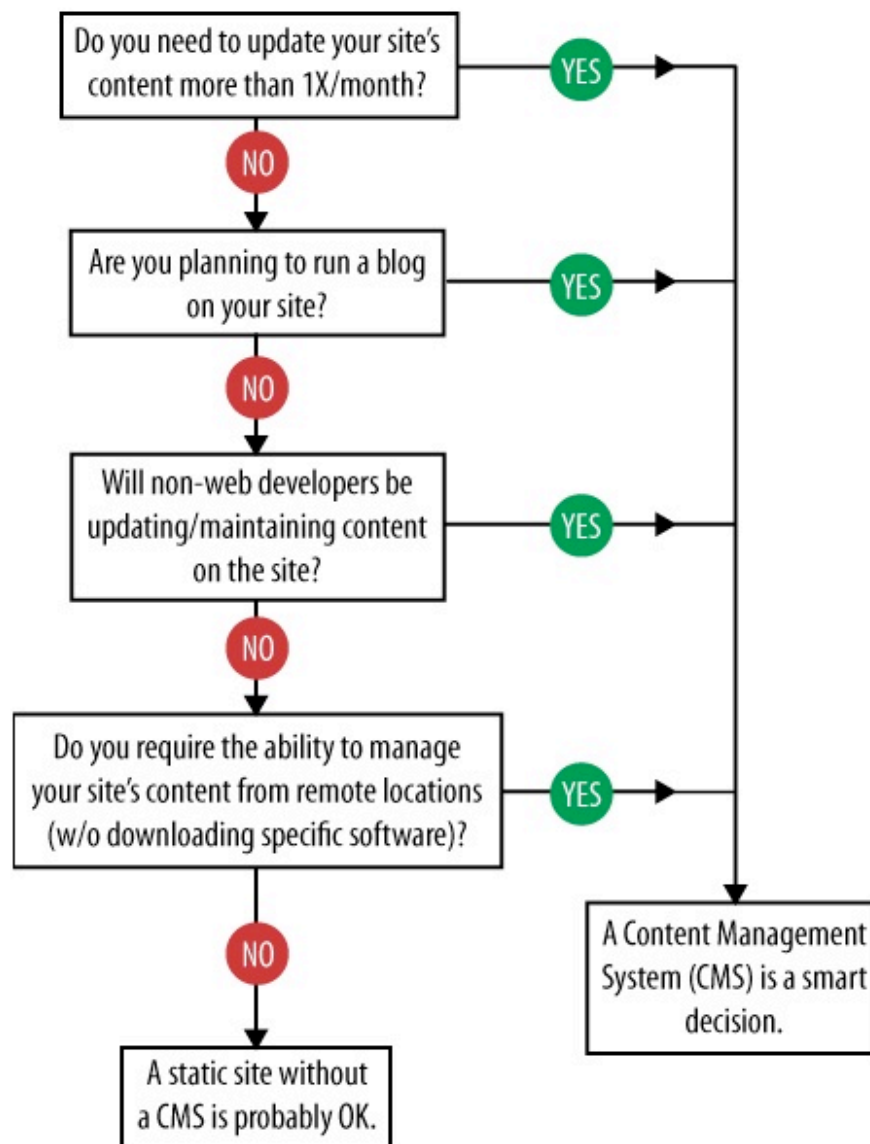 Do you need to update your site's
content more than 1X/month?
YES
NO
Are you planning to run a blog
on your site?
YES
NO
Will non-web developers be
updating/maintaining content
on the site?
YES
NO
Do you require the ability to manage
your site's content from remote locations
(w/o downloading specific software)?
YES
NO
A Content Management
System (CMS) is a smart
decision.
A static site without
a CMS is probably OK.